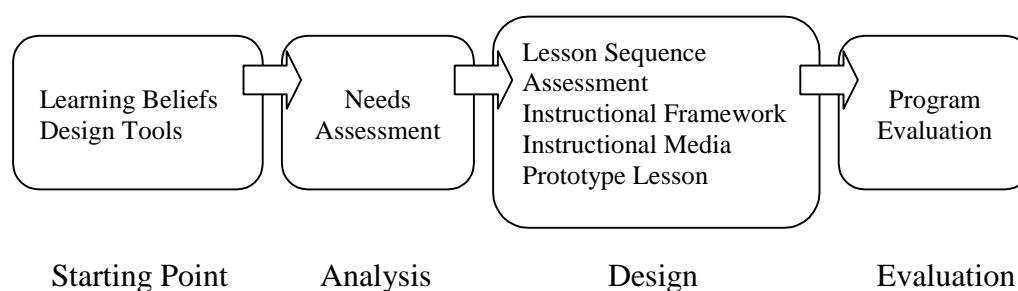 Learning Beliefs
Design Tools
Needs
Assessment
Lesson Sequence
Assessment
Instructional Framework
Instructional Media
Prototype Lesson
Program
Evaluation
Starting Point
Analysis
Design
Evaluation